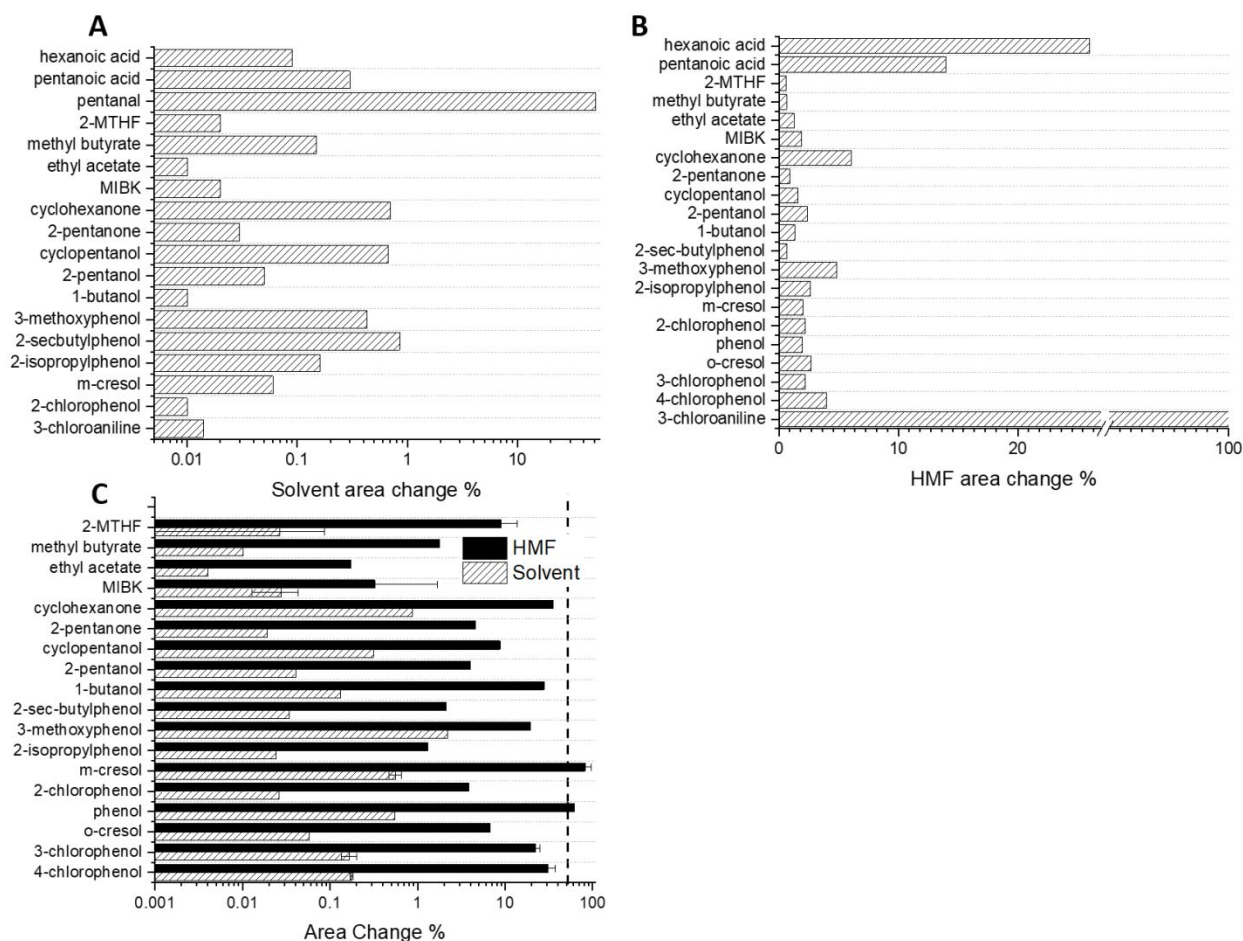 A
hexanoic acid
pentanoic acid
pentanal
2-MTHF
methyl butyrate
ethyl acetate
MIBK
cyclohexanone
2-pentanone
cyclopentanol
2-pentanol
1-butanol
3-methoxyphenol
2-secbutylphenol
2-isopropylphenol
m-cresol
2-chlorophenol
3-chloroaniline
0.01 0.1 1 10
Solvent area change %
B
hexanoic acid
pentanoic acid
2-MTHF
methyl butyrate
ethyl acetate
MIBK
cyclohexanone
2-pentanone
cyclopentanol
2-pentanol
1-butanol
2-sec-butylphenol
3-methoxyphenol
2-isopropylphenol
m-cresol
2-chlorophenol
phenol
o-cresol
3-chlorophenol
4-chlorophenol
3-chloroaniline
0 10 20 100
HMF area change %
C
2-MTHF
methyl butyrate
ethyl acetate
MIBK
cyclohexanone
2-pentanone
cyclopentanol
2-pentanol
1-butanol
2-sec-butylphenol
3-methoxyphenol
2-isopropylphenol
m-cresol
2-chlorophenol
phenol
o-cresol
3-chlorophenol
4-chlorophenol
HMF
Solvent
0.001 0.01 0.1 1 10 100
Area Change %